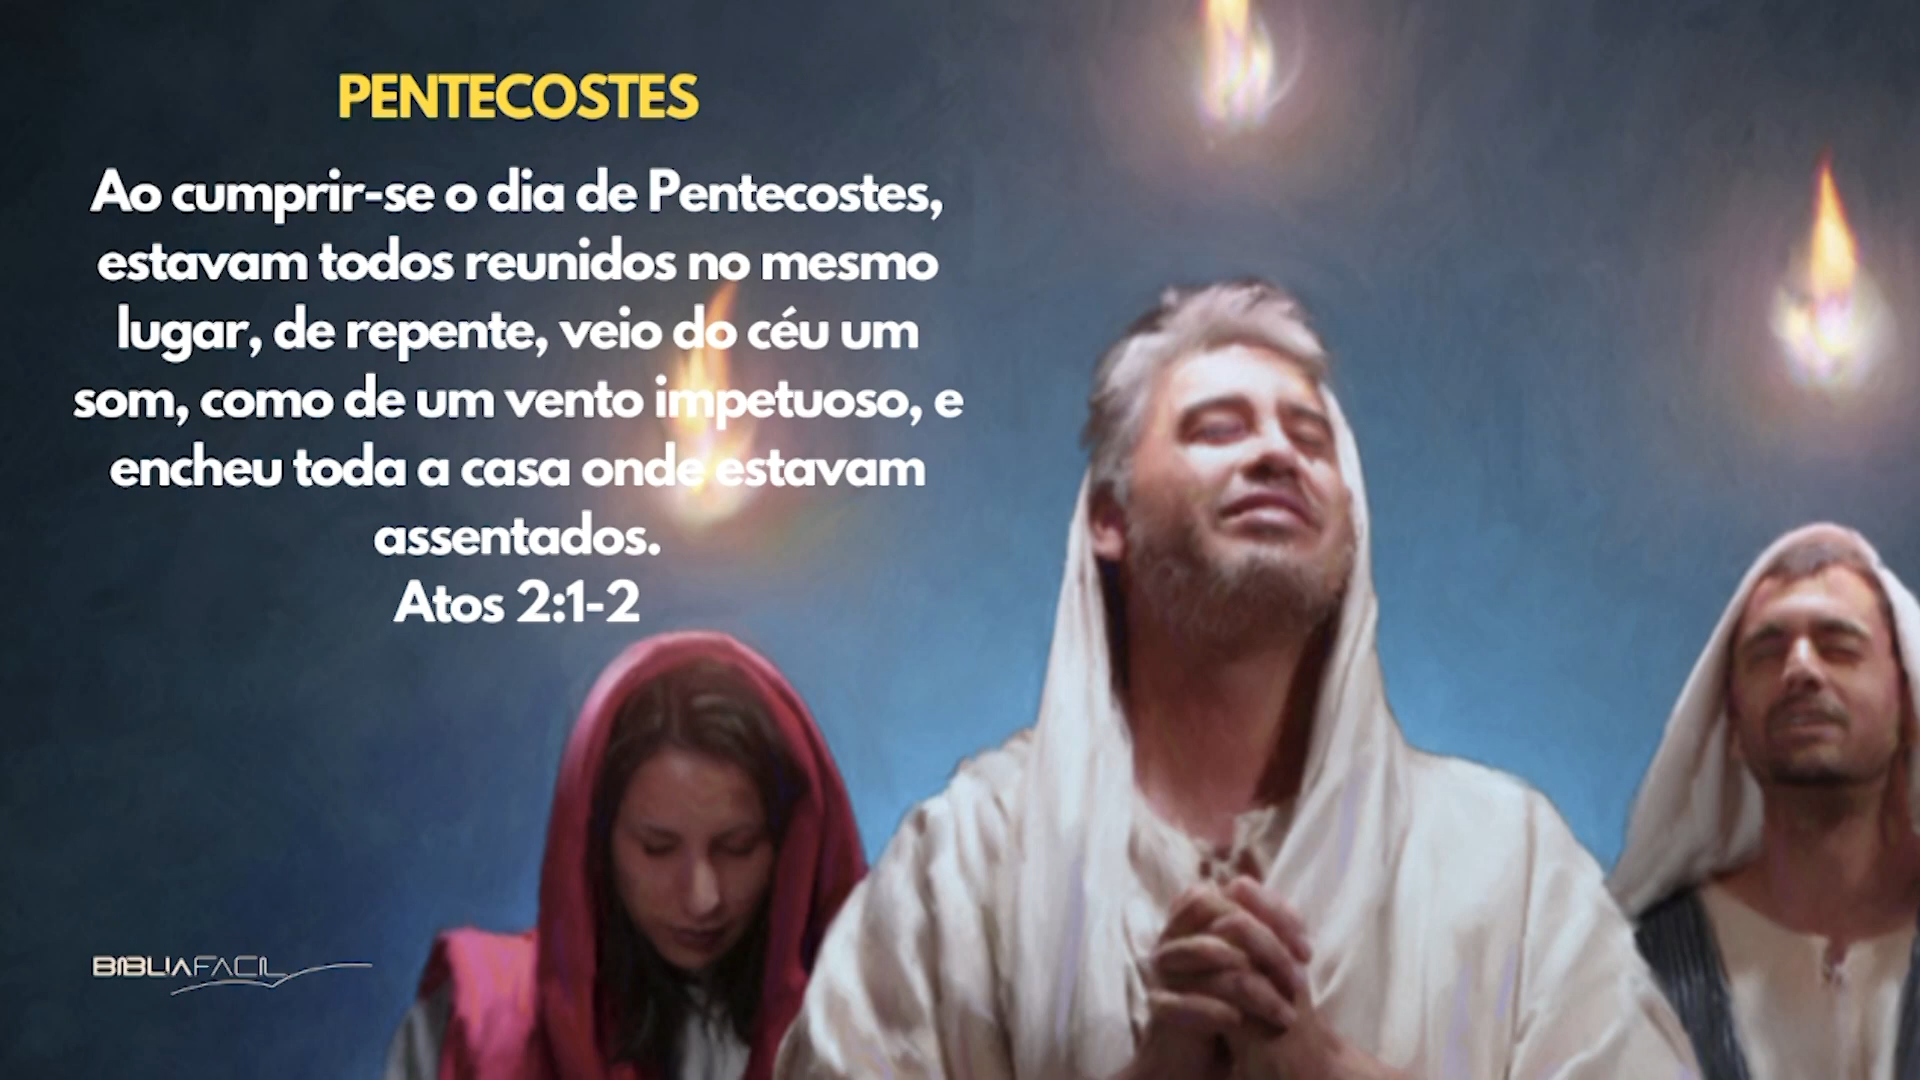 PENTECOSTES
Ao cumprir-se o dia de Pentecostes,
estavam todos reunidos no mesmo
lugar, de repente, veio do céu um
som, como de um vento impetuoso, e
encheu toda a casa onde estavam
assentados.
Atos 2:1-2
BIBLIAFACIL